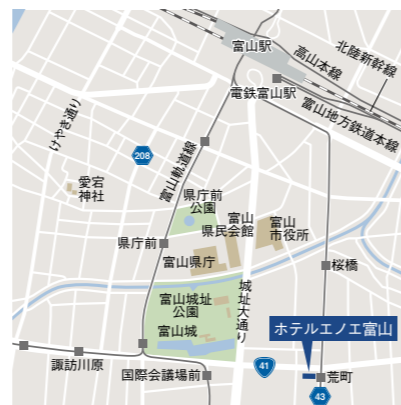 富山駅
北陸新幹線
高山本線
電鉄富山駅
富山地方鉄道本線
けやき通り
208
富山軌道線
愛宕
神社
県庁前
公園
富山
県民会館
富山
市役所
県庁前
富山県庁
桜橋
城址大通り
富山城址
公園
富山城
ホテルエノエ富山
諏訪川原
国際会議場前
41
荒町
43